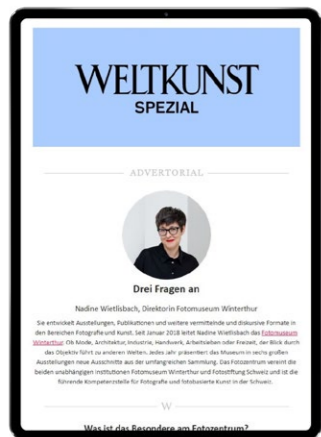 WELTKUNST
SPEZIAL
ADVERTORIAL
Drei Fragen an
Nadine Wietlisbach, Direktorin Fotomuseum Winterthur
Sie entwickelt Ausstellungen, Publikationen und weitere vermittelnde und diskursive Formate in
den Bereichen Fotografie und Kunst. Seit Januar 2018 leitet Nadine Wietlisbach das Fotomuseum
Winterthur. Ob Mode, Architektur, Industrie, Handwerk, Arbeitsleben oder Freizeit, der Blick durch
das Objektiv führt zu anderen Welten. Jedes Jahr präsentiert das Museum in sechs großen
Ausstellungen neue Ausschnitte aus der umfangreichen Sammlung. Das Fotozentrum vereint die
beiden unabhängigen Institutionen Fotomuseum Winterthur und Fotostiftung Schweiz und ist die
führende Kompetenzstelle für Fotografie und fotobasierte Kunst in der Schweiz.
W
Was ist das Besondere am Fotozentrum?